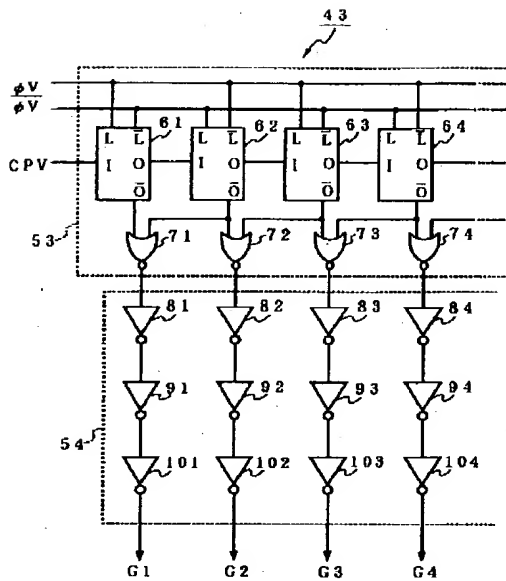 43
φV
φV
61 62 63 64
L L L L L L L L
CPV I O I O I O I O
O O O O
53 71 72 73 74
81 82 83 84
91 92 93 94
54
101 102 103 104
G1 G2 G3 G4